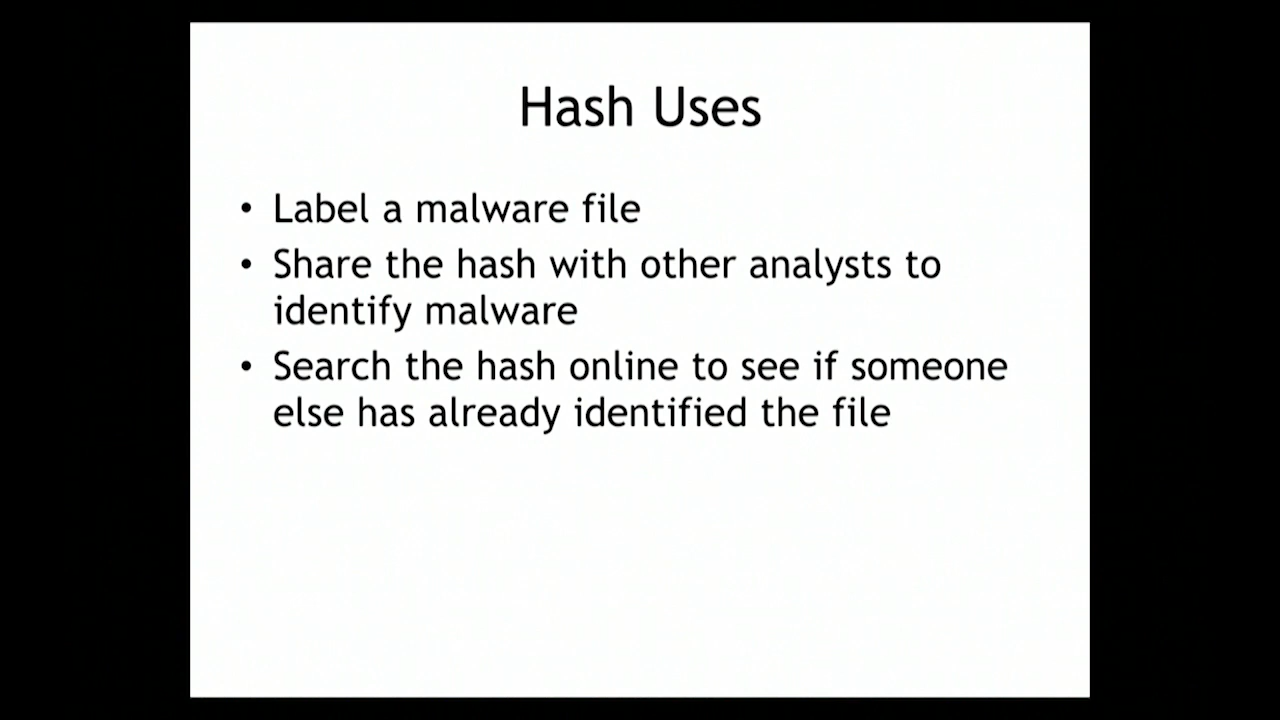 Hash Uses
• Label a malware file
• Share the hash with other analysts to
identify malware
• Search the hash online to see if someone
else has already identified the file